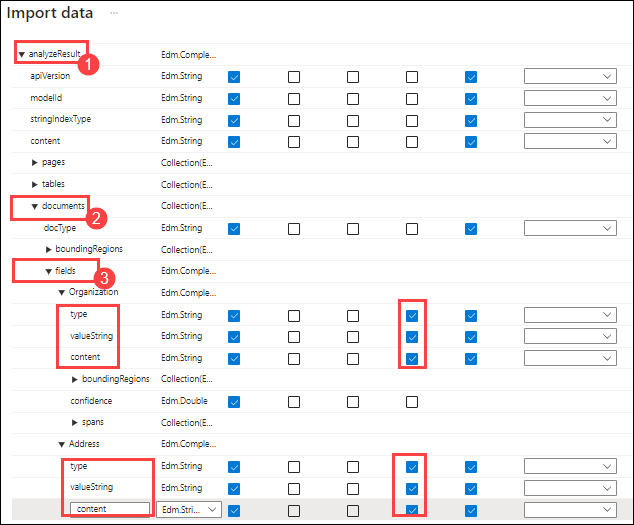 Import data ...
analyzeResult Edm.Comple...
1
apiVersion Edm.String
modelId Edm.String
stringIndexType Edm.String
content Edm.String
pages Collection(E...
tables Collection(E...
documents Collection(E...
2
docType Edm.String
boundingRegions Collection(E...
fields Collection(E...
3
Organization Edm.Comple...
type Edm.String
valueString Edm.String
content Edm.String
boundingRegions Collection(E...
confidence Edm.Double
spans Collection(E...
Address Edm.Comple...
type Edm.String
valueString Edm.String
content Edm.Stri...